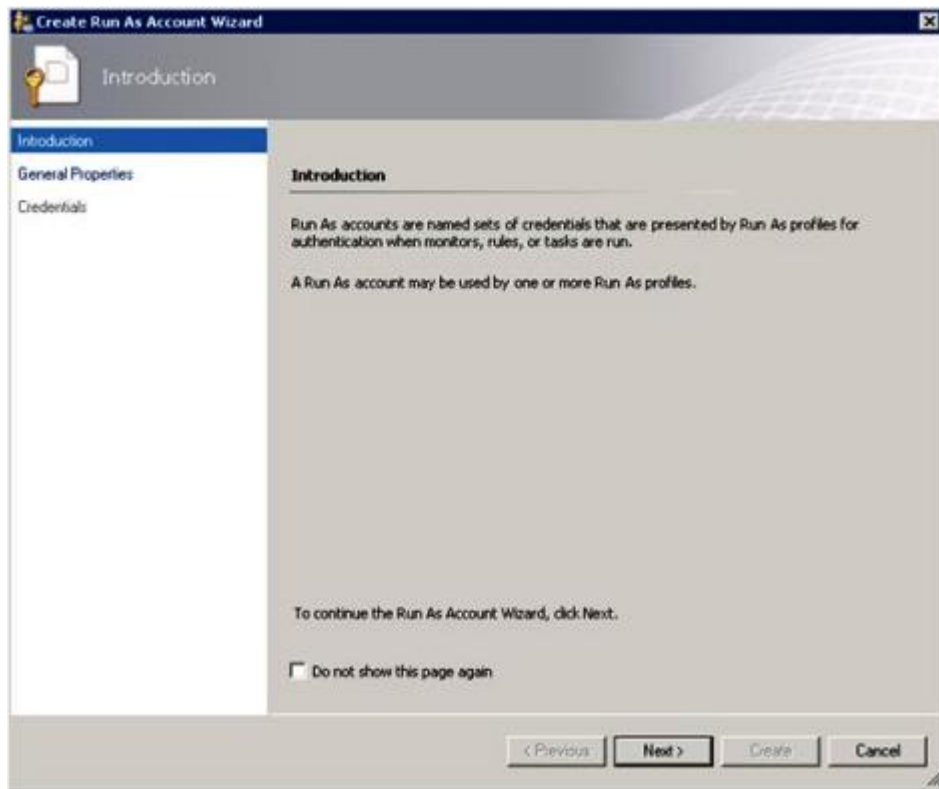 Create Run As Account Wizard
Introduction
Introduction
General Properties
Credentials
Introduction
Run As accounts are named sets of credentials that are presented by Run As profiles for
authentication when monitors, rules, or tasks are run.
A Run As account may be used by one or more Run As profiles.
To continue the Run As Account Wizard, click Next.
Do not show this page again
< Previous
Next >
Create
Cancel